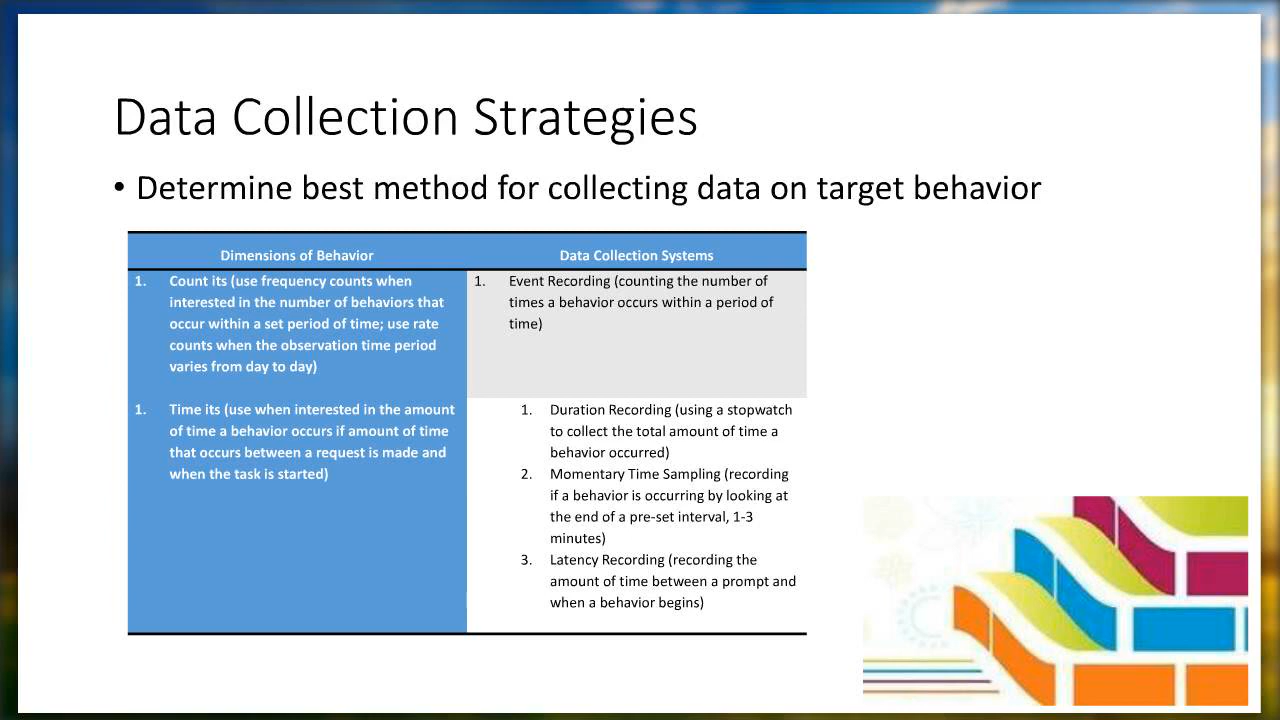 Data Collection Strategies
• Determine best method for collecting data on target behavior
Dimensions of Behavior
Data Collection Systems
1. Count its (use frequency counts when
interested in the number of behaviors that
occur within a set period of time; use rate
counts when the observation time period
varies from day to day)
1. Event Recording (counting the number of
times a behavior occurs within a period of
time)
1. Time its (use when interested in the amount
of time a behavior occurs if amount of time
that occurs between a request is made and
when the task is started)
1. Duration Recording (using a stopwatch
to collect the total amount of time a
behavior occurred)
2. Momentary Time Sampling (recording
if a behavior is occurring by looking at
the end of a pre-set interval, 1-3
minutes)
3. Latency Recording (recording the
amount of time between a prompt and
when a behavior begins)